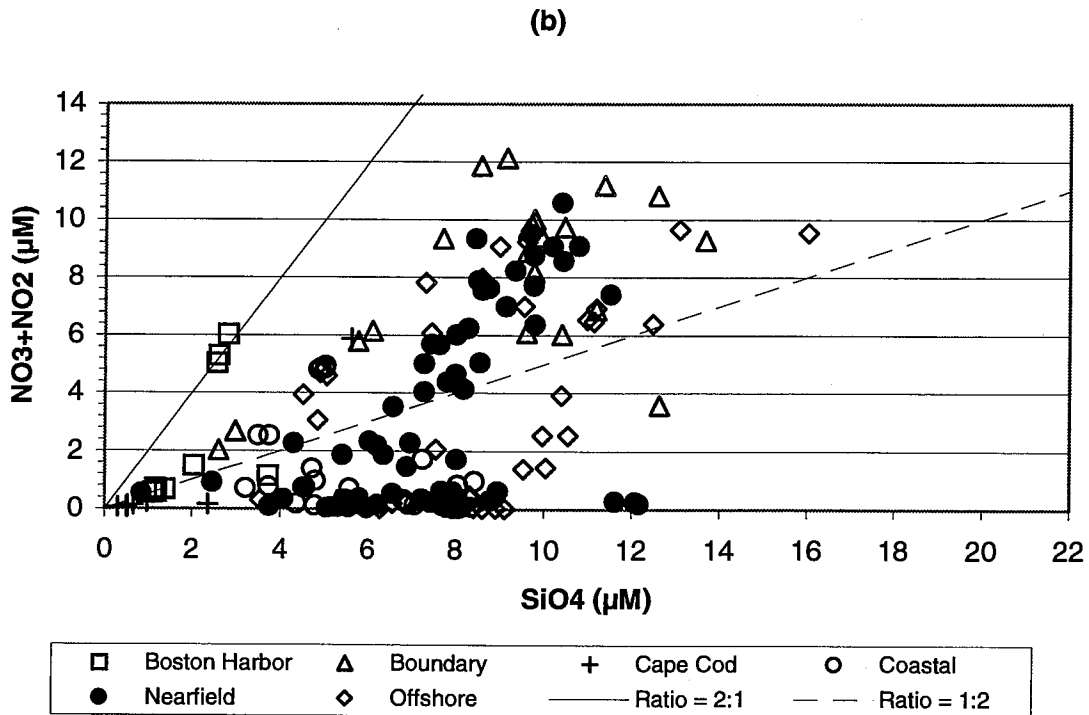 (b)
14
12
10
8
6
4
2
0
NO3+NO2 (µM)
0 2 4 6 8 10 12 14 16 18 20 22
SiO4 (µM)
Boston Harbor Boundary Cape Cod Coastal
Nearfield Offshore Ratio = 2:1 Ratio = 1:2